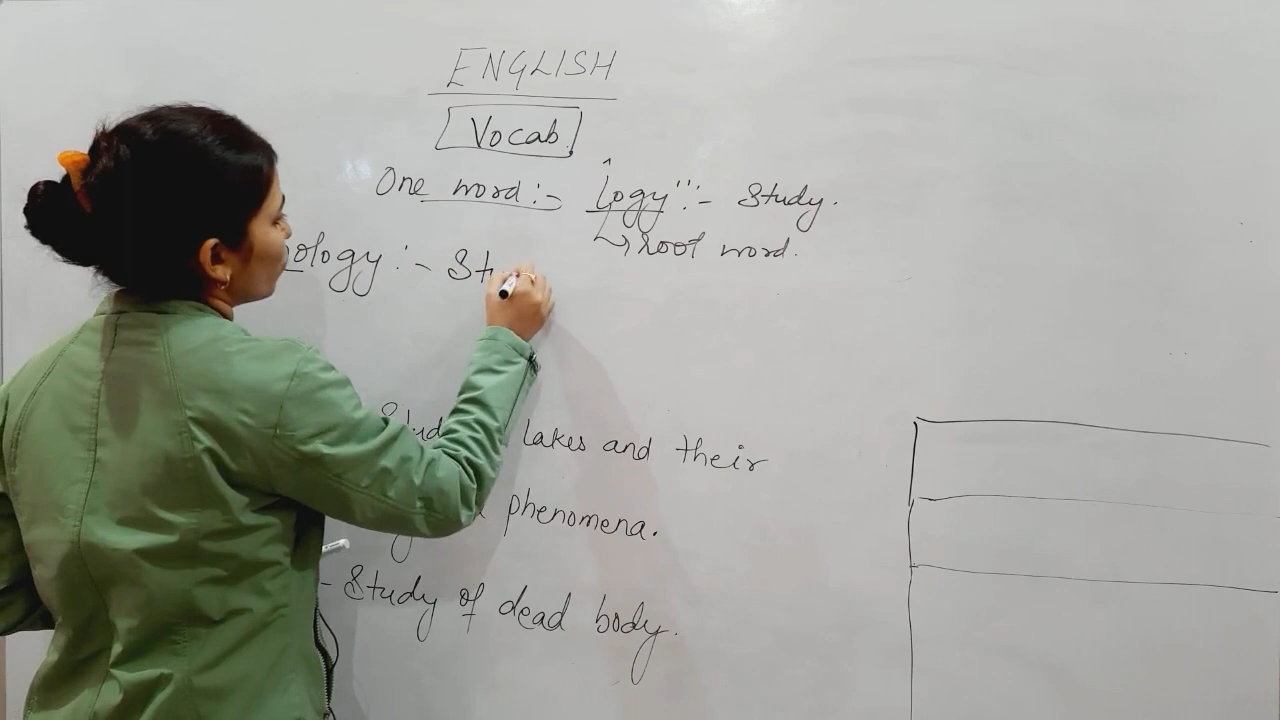 ENGLISH
Vocab
One word:- logy''':- Study.
↳ root word.
ology:- St
lakes and their
phenomena.
- Study of dead body.